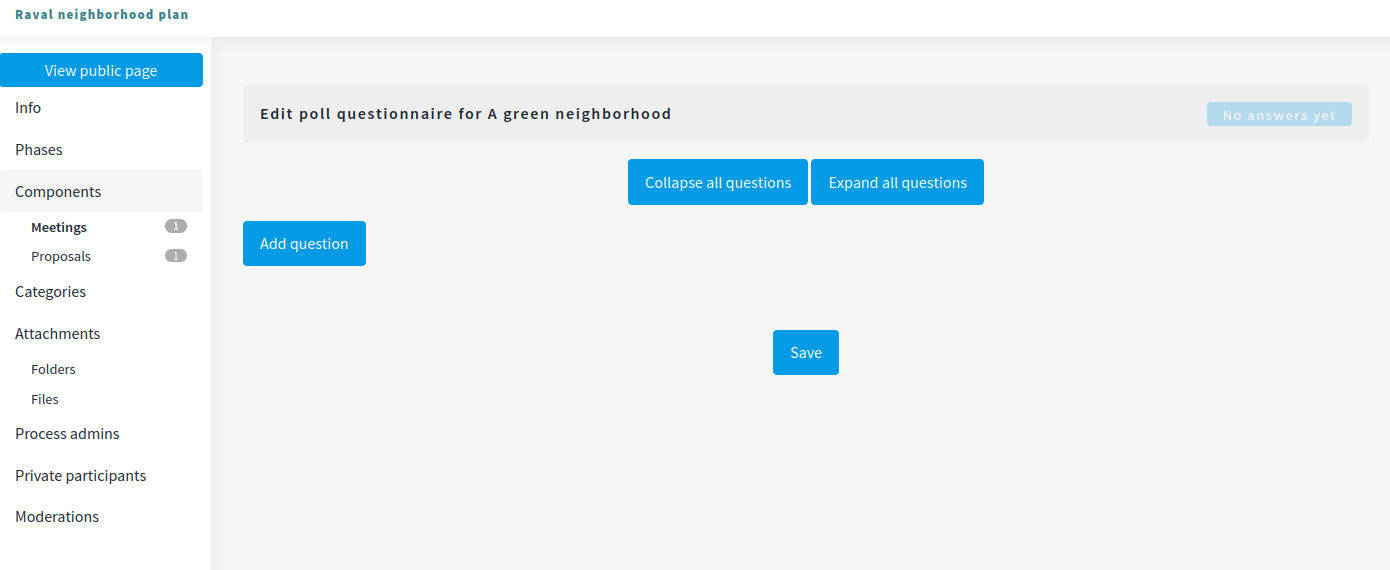 Raval neighborhood plan
View public page
Info
Phases
Components
Meetings 1
Proposals 1
Categories
Attachments
Folders
Files
Process admins
Private participants
Moderations
Edit poll questionnaire for A green neighborhood
No answers yet
Collapse all questions
Expand all questions
Add question
Save